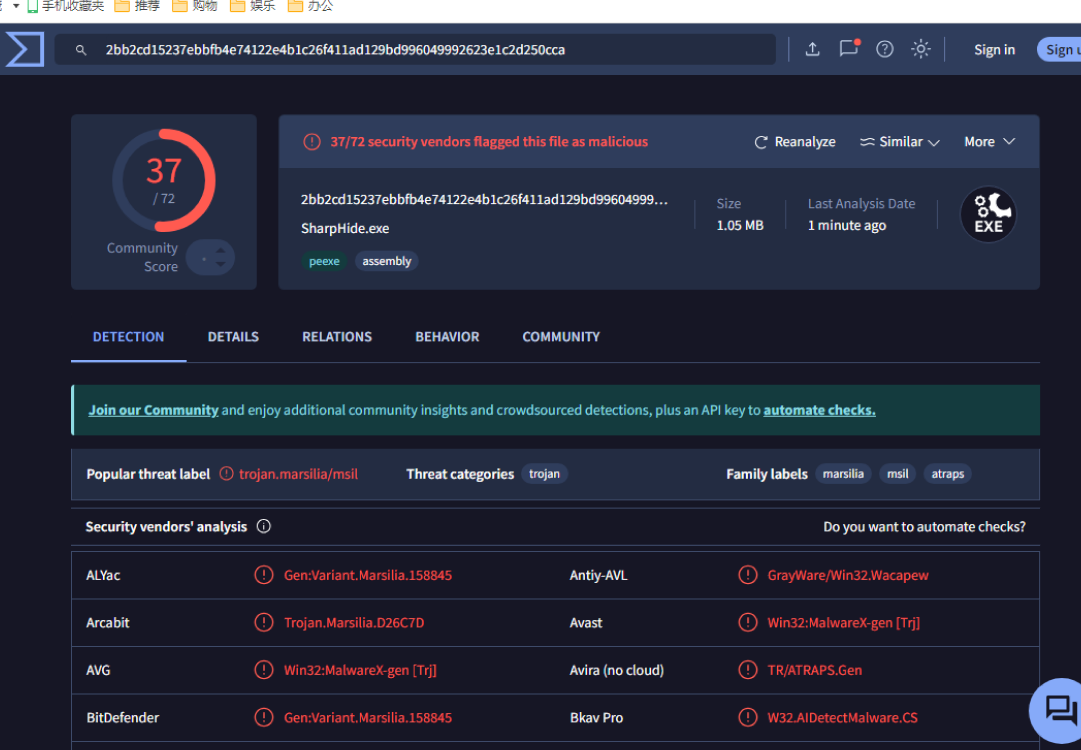 手机收藏夹 推荐 购物 娱乐 办公
2bb2cd15237ebbfb4e74122e4b1c26f411ad129bd996049992623e1c2d250cca Sign in Sign u
37/72 security vendors flagged this file as malicious Reanalyze Similar More
37
/ 72
Community
Score
2bb2cd15237ebbfb4e74122e4b1c26f411ad129bd99604999...
SharpHide.exe
peexe assembly
Size
1.05 MB
Last Analysis Date
1 minute ago
EXE
DETECTION DETAILS RELATIONS BEHAVIOR COMMUNITY
Join our Community and enjoy additional community insights and crowdsourced detections, plus an API key to automate checks.
Popular threat label trojan.marsilia/msil Threat categories trojan Family labels marsilia msil atraps
Security vendors' analysis Do you want to automate checks?
ALYac Gen:Variant.Marsilia.158845 Antiy-AVL GrayWare/Win32.Wacapew
Arcabit Trojan.Marsilia.D26C7D Avast Win32:MalwareX-gen [Trj]
AVG Win32:MalwareX-gen [Trj] Avira (no cloud) TR/ATRAPS.Gen
BitDefender Gen:Variant.Marsilia.158845 Bkav Pro W32.AIDetectMalware.CS